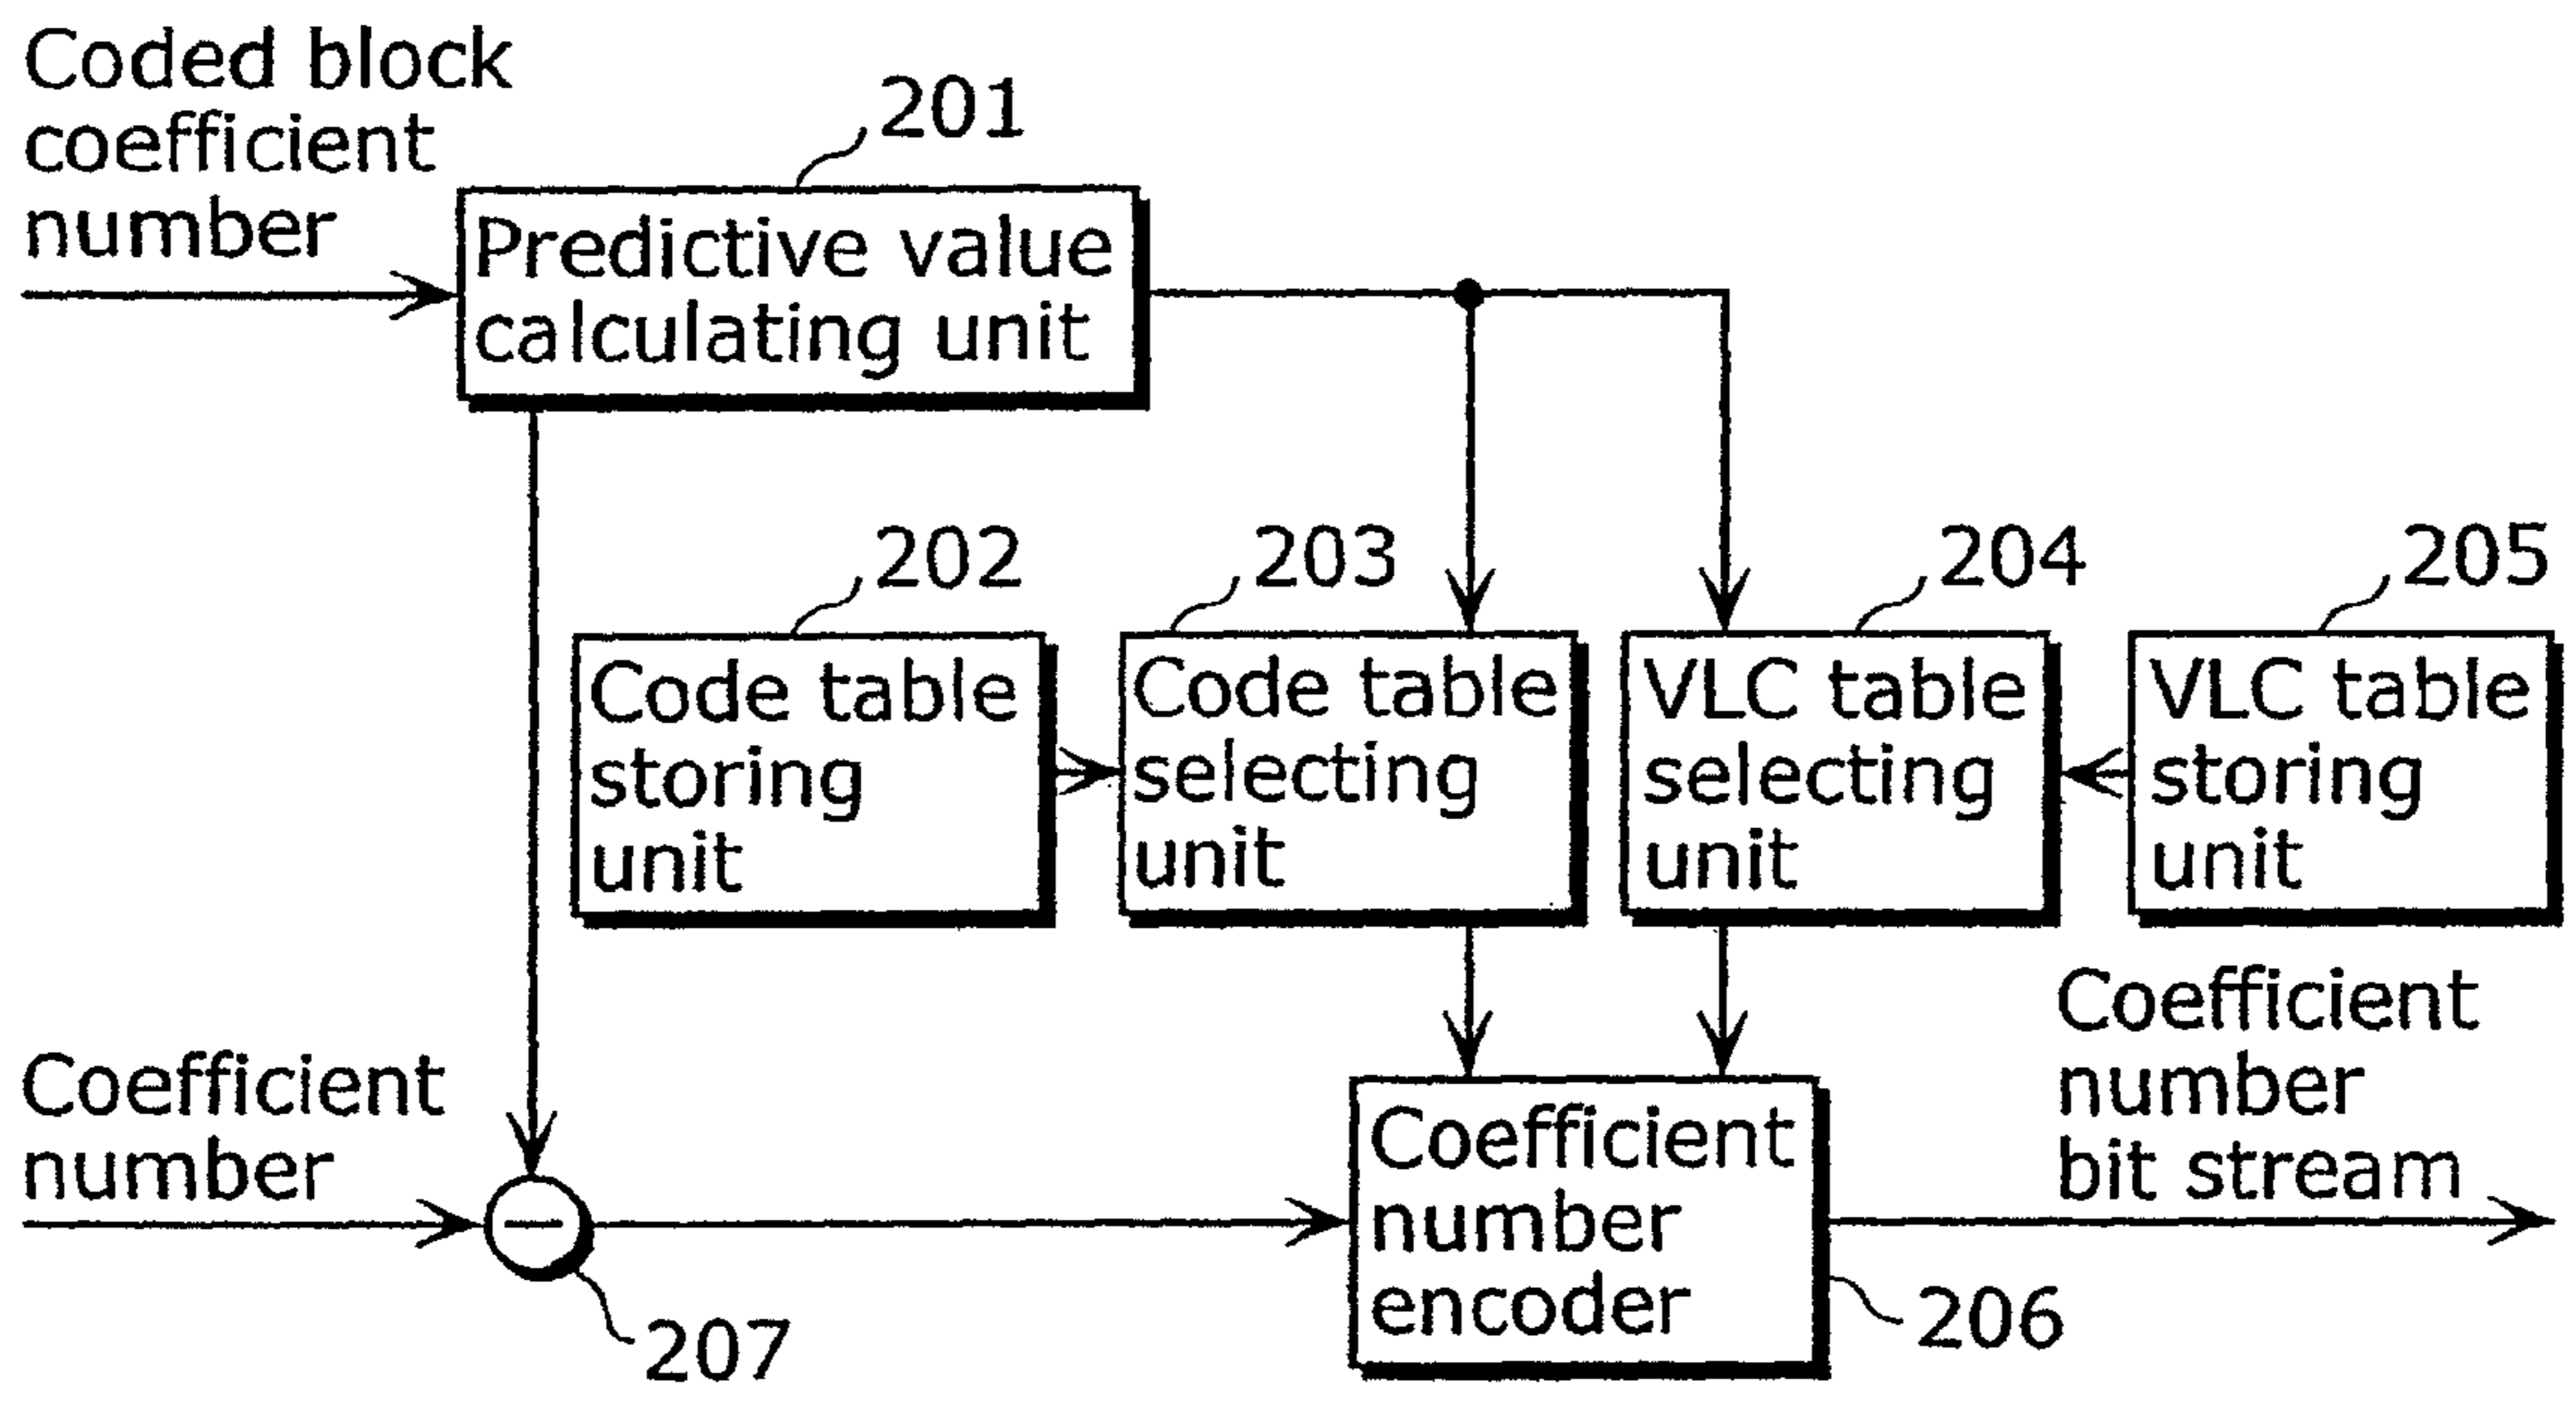 Coded block
coefficient
number
201
Predictive value
calculating unit
202
203
204
205
Code table
storing
unit
Code table
selecting
unit
VLC table
selecting
unit
VLC table
storing
unit
Coefficient
number
207
Coefficient
number
encoder
206
Coefficient
number
bit stream